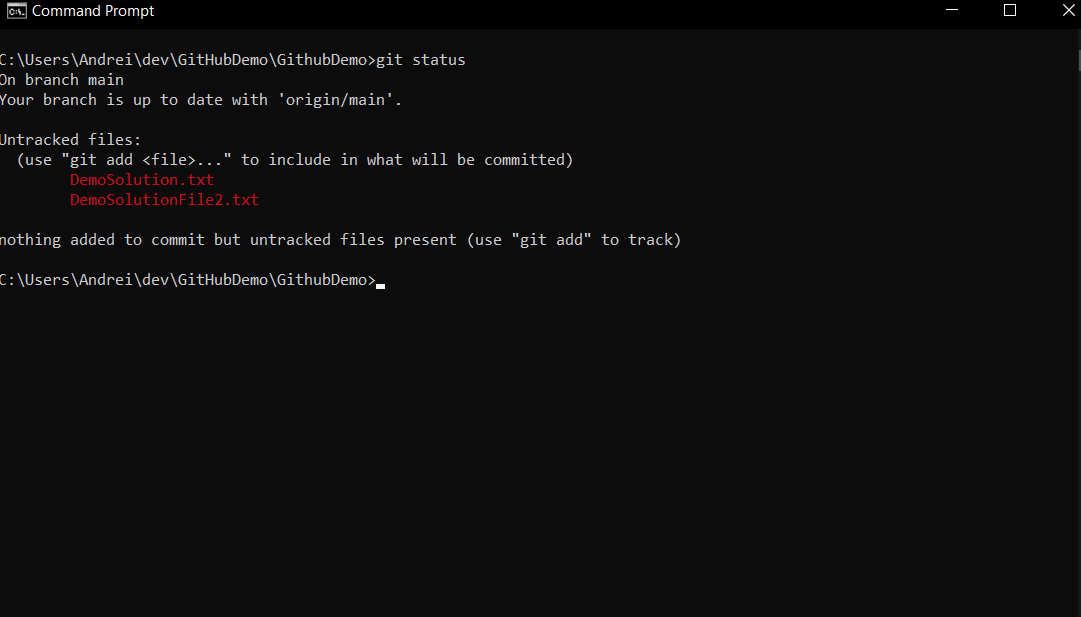 Command Prompt
C:\Users\Andrei\dev\GitHubDemo\GithubDemo>git status
On branch main
Your branch is up to date with 'origin/main'.
Untracked files:
(use "git add <file>..." to include in what will be committed)
DemoSolution.txt
DemoSolutionFile2.txt
nothing added to commit but untracked files present (use "git add" to track)
C:\Users\Andrei\dev\GitHubDemo\GithubDemo>